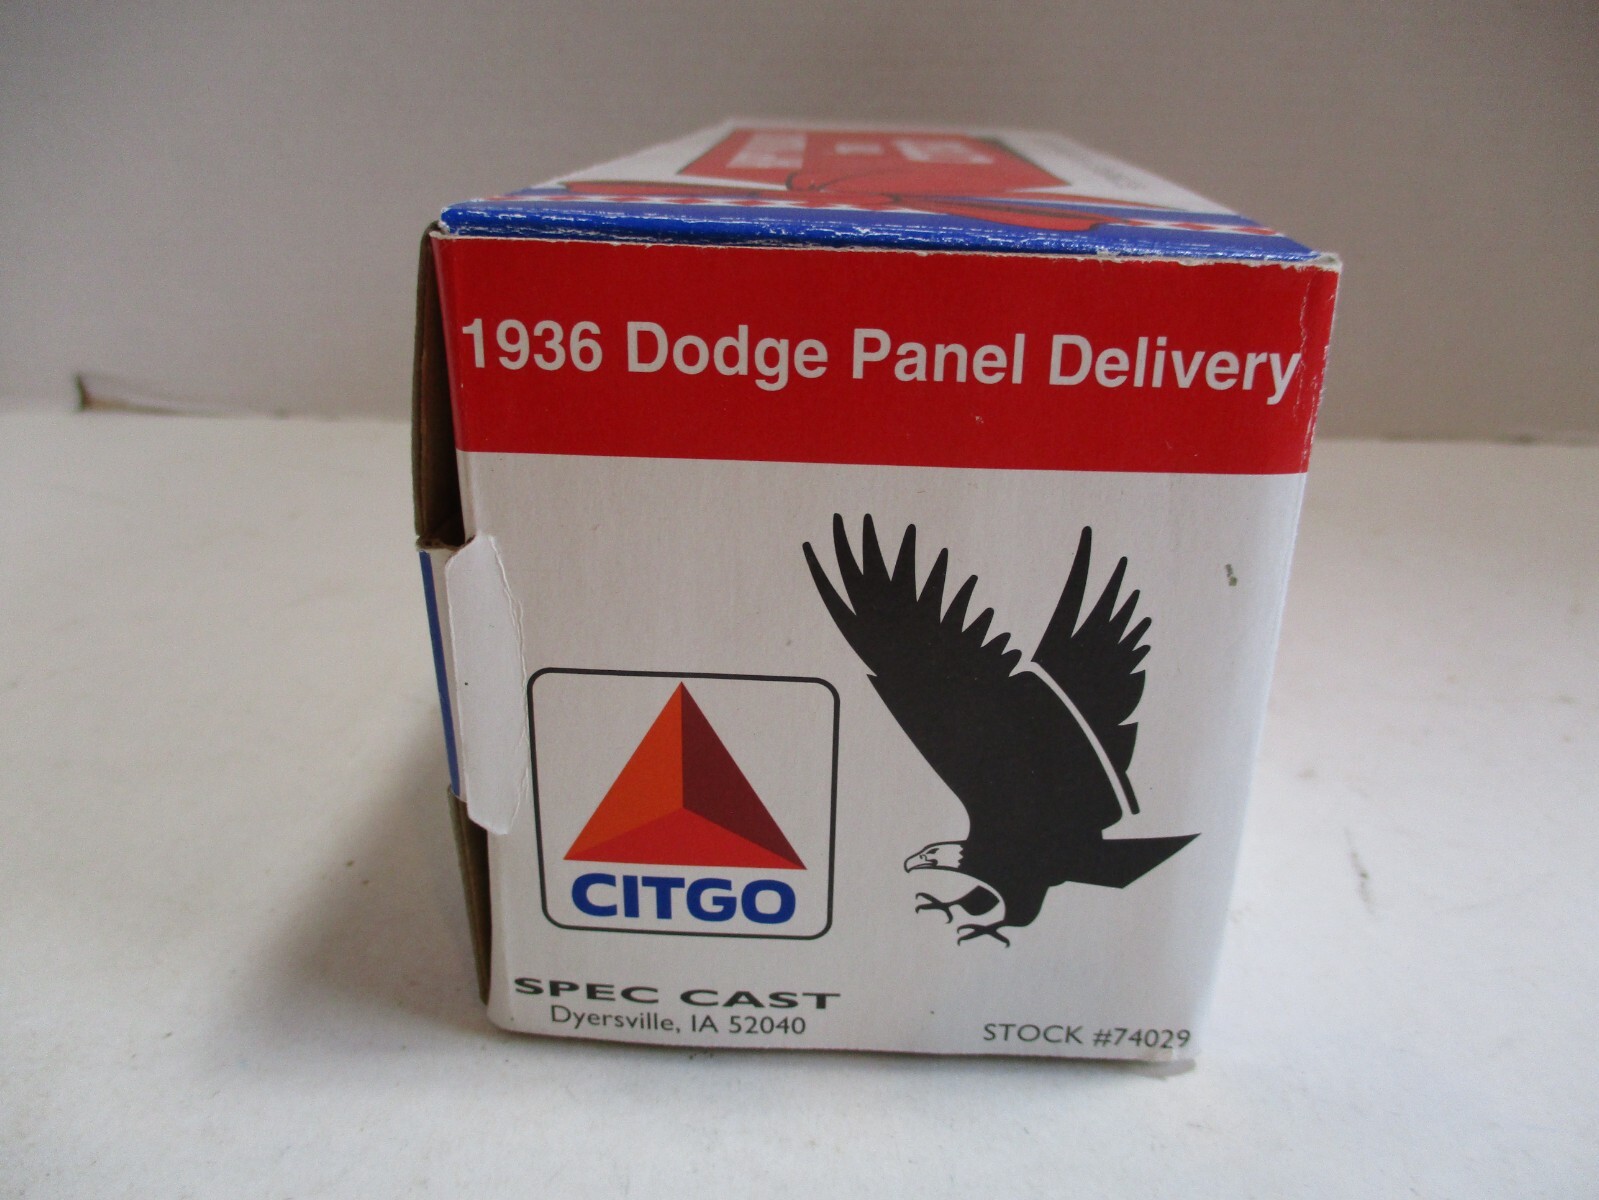 1936 Dodge Panel Delivery
CITGO
SPEC CAST
Dyersville, IA 52040
STOCK #74029